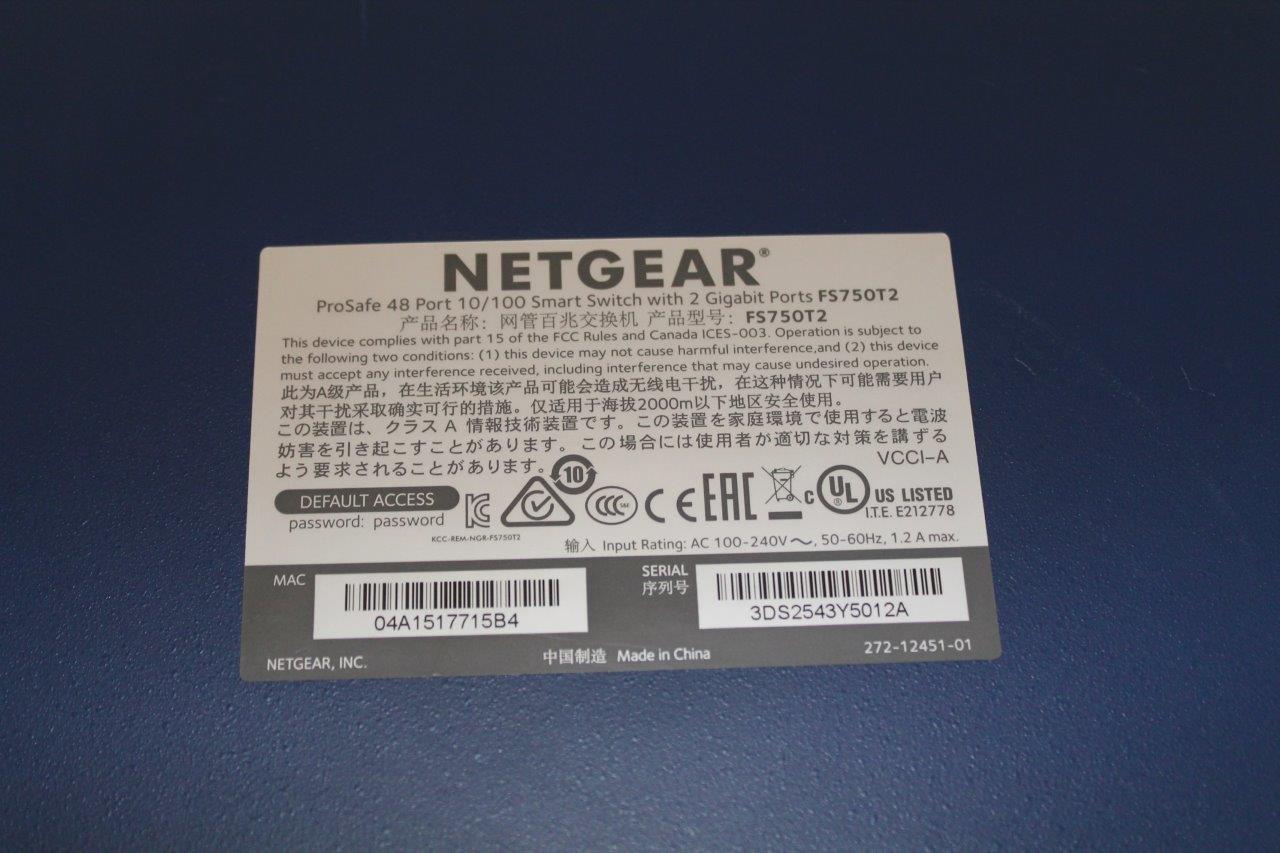 NETGEAR®
ProSafe 48 Port 10/100 Smart Switch with 2 Gigabit Ports FS750T2
产品名称：网管百兆交换机 产品型号：FS750T2
This device complies with part 15 of the FCC Rules and Canada ICES-003. Operation is subject to
the following two conditions: (1) this device may not cause harmful interference,and (2) this device
must accept any interference received, including interference that may cause undesired operation.
此为A级产品，在生活环境该产品可能会造成无线电干扰，在这种情况下可能需要用户
对其干扰采取确实可行的措施。仅适用于海拔2000m以下地区安全使用。
この装置は、クラス A 情報技術装置です。この装置を家庭環境で使用すると電波
妨害を引き起こすことがあります。この場合には使用者が適切な対策を講ずる
よう要求されることがあります。
VCCI-A
10
DEFAULT ACCESS
password: password
CCC
CE
EAC
c UL® US LISTED
I.T.E. E212778
KCC-REM-NGR-FS750T2
输入 Input Rating: AC 100-240V～, 50-60Hz, 1.2 A max.
MAC
04A1517715B4
SERIAL
序列号
3DS2543Y5012A
NETGEAR, INC.
中国制造 Made in China
272-12451-01